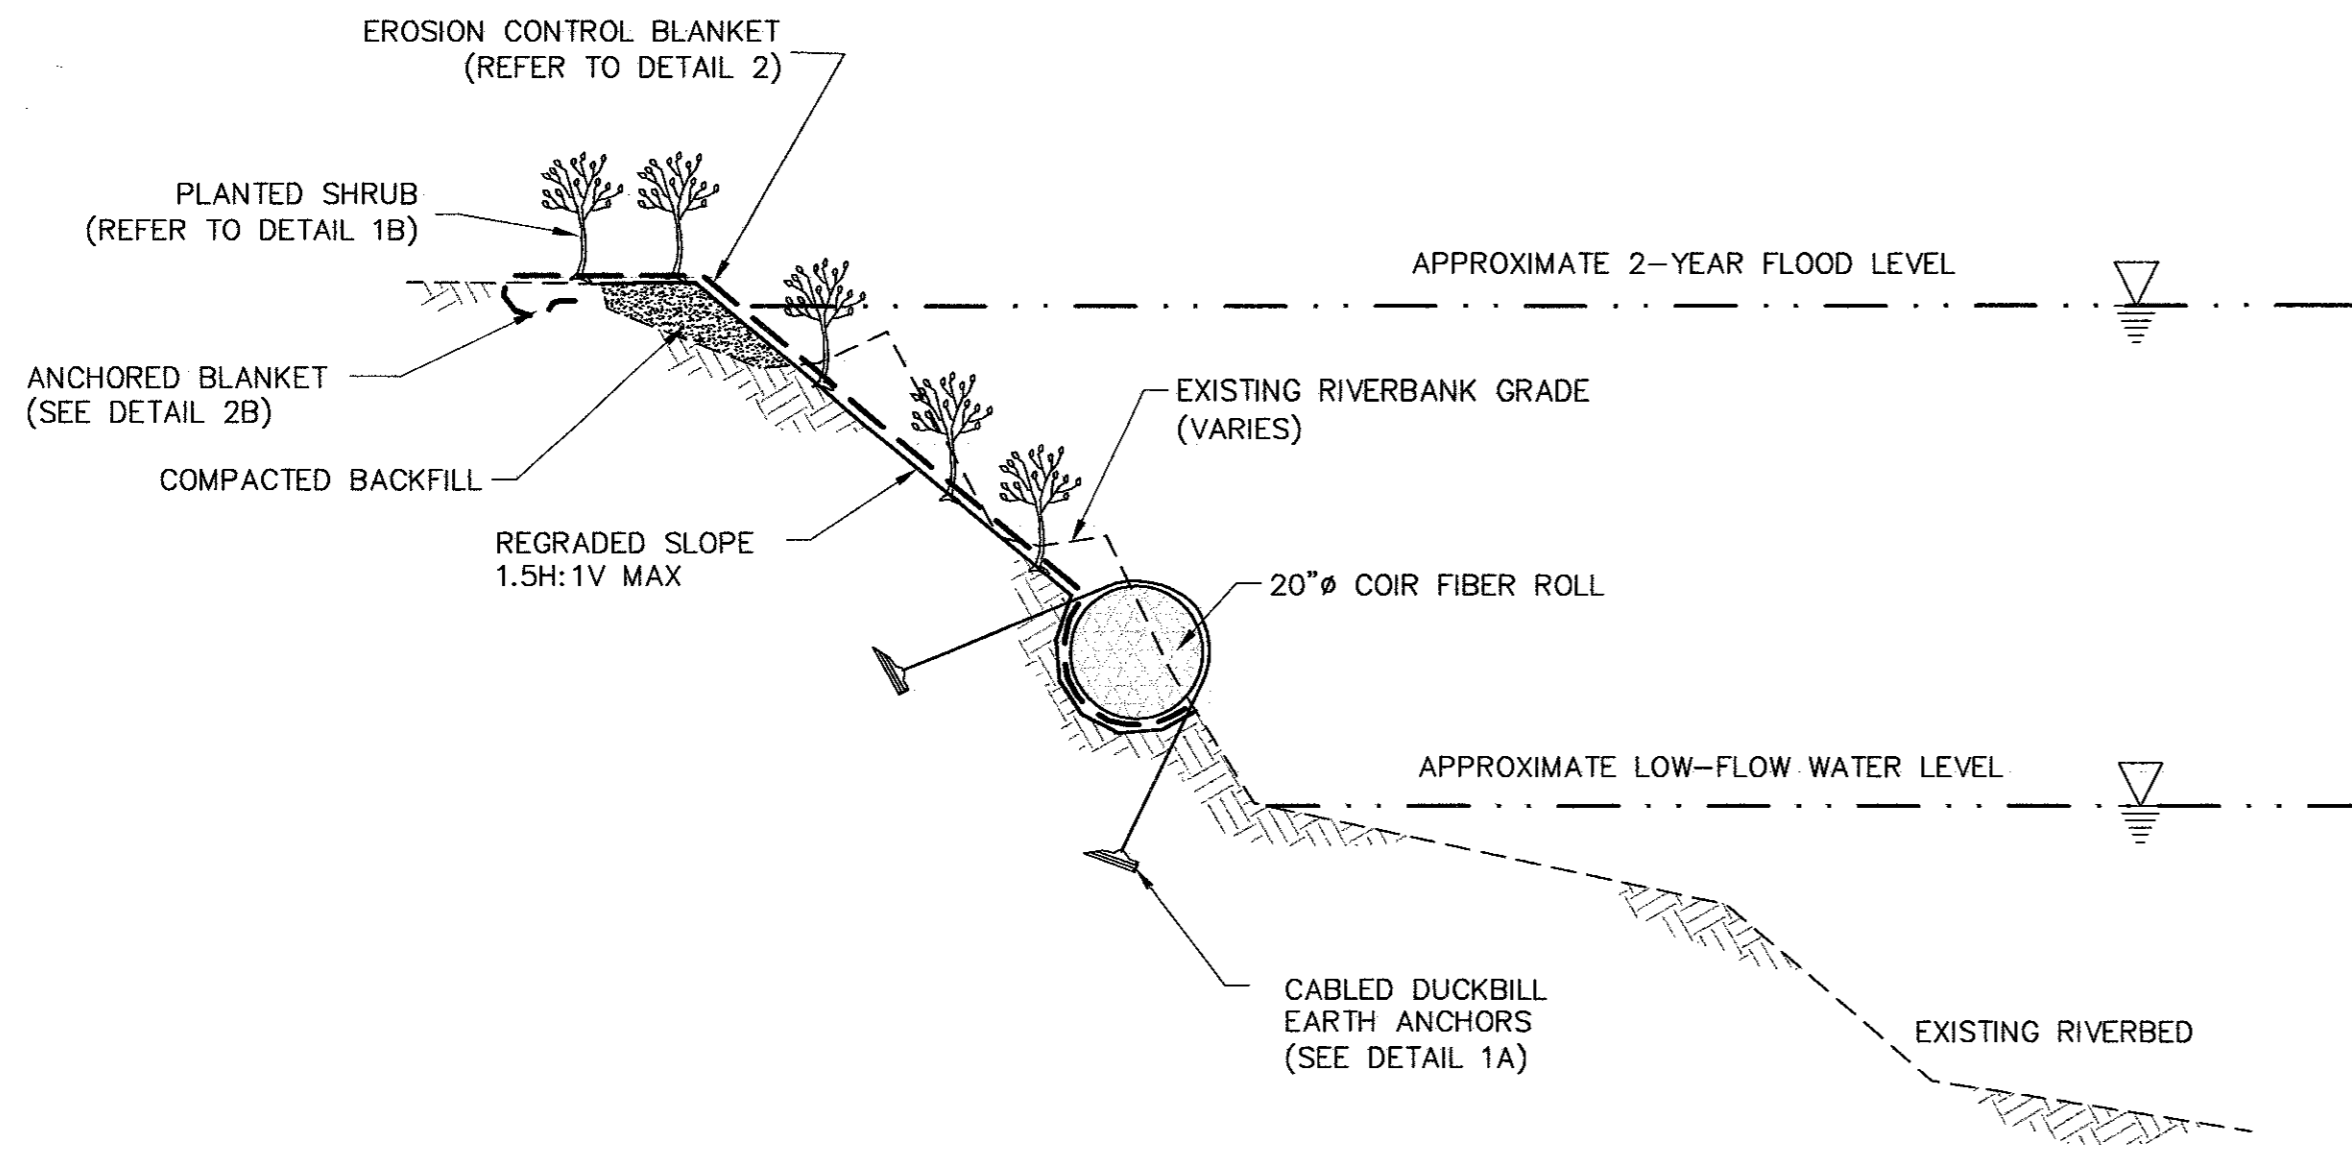 EROSION CONTROL BLANKET
(REFER TO DETAIL 2)
PLANTED SHRUB
(REFER TO DETAIL 1B)
APPROXIMATE 2-YEAR FLOOD LEVEL
ANCHORED BLANKET
(SEE DETAIL 2B)
EXISTING RIVERBANK GRADE
(VARIES)
COMPACTED BACKFILL
REGRADED SLOPE
1.5H:1V MAX
20"ø COIR FIBER ROLL
APPROXIMATE LOW-FLOW WATER LEVEL
CABLED DUCKBILL
EARTH ANCHORS
(SEE DETAIL 1A)
EXISTING RIVERBED